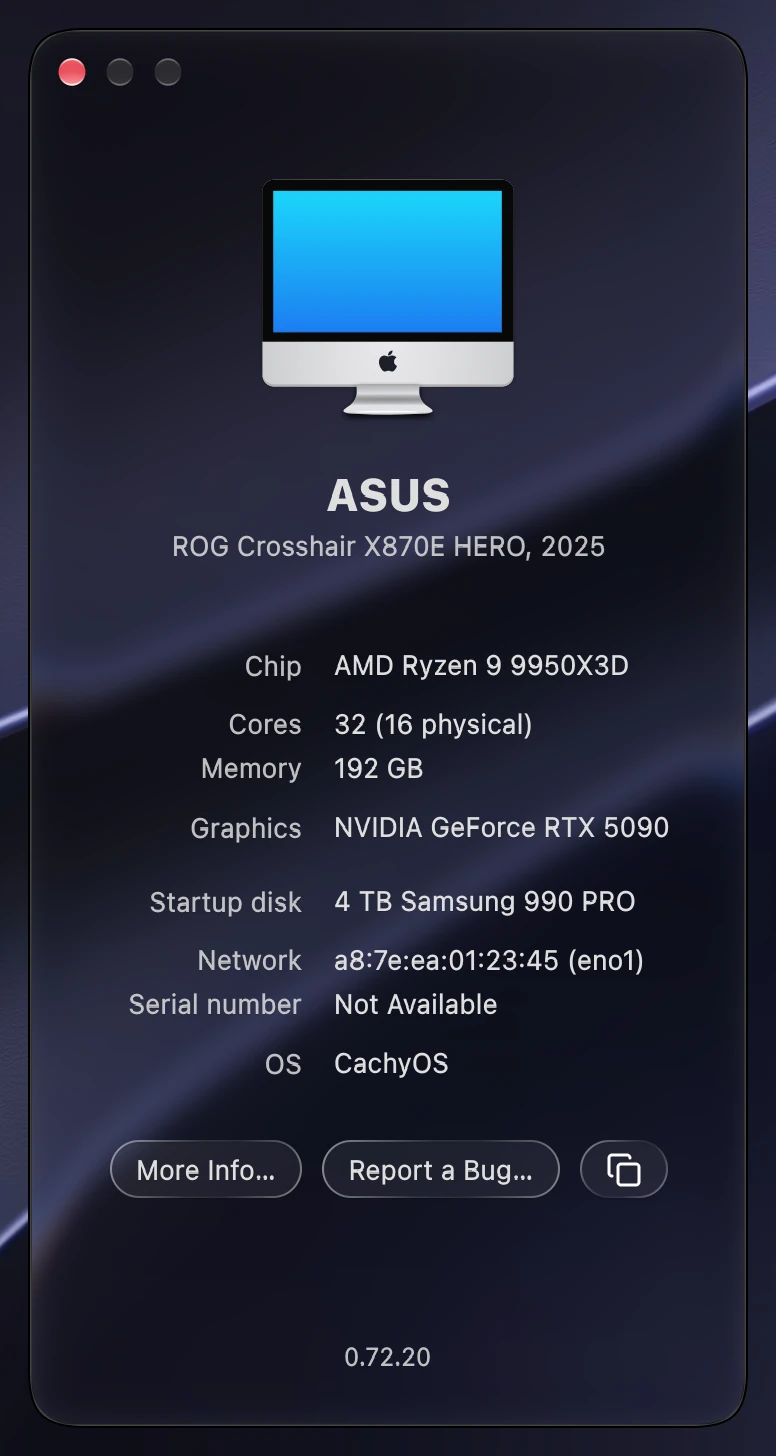 ASUS
ROG Crosshair X870E HERO, 2025
Chip AMD Ryzen 9 9950X3D
Cores 32 (16 physical)
Memory 192 GB
Graphics NVIDIA GeForce RTX 5090
Startup disk 4 TB Samsung 990 PRO
Network a8:7e:ea:01:23:45 (eno1)
Serial number Not Available
OS CachyOS
More Info... Report a Bug...
0.72.20